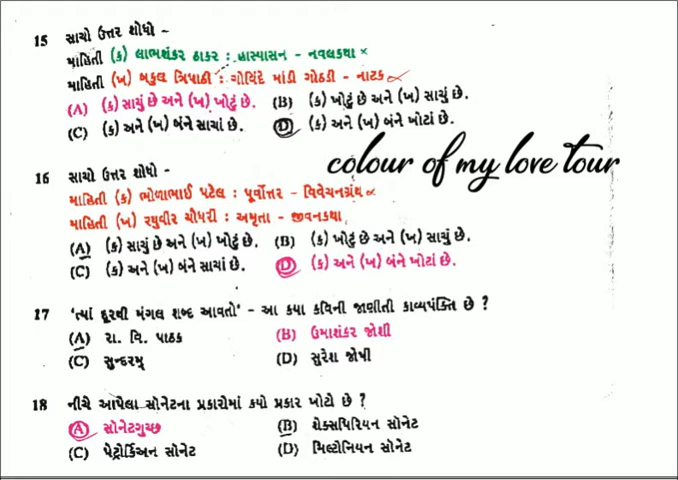 15 સાચો ઉત્તર શોધો -
માહિતી (ક) લાભશંકર ઠાકર : હાસ્યાસન - નવલકથા ×
માહિતી (ખ) બકુલ ત્રિપાઠી : ગોવિંદે માંડી ગોઠડી - નાટક
(A) (ક) સાચું છે અને (ખ) ખોટું છે. (B) (ક) ખોટું છે અને (ખ) સાચું છે.
(C) (ક) અને (ખ) બંને સાચાં છે. (D) (ક) અને (ખ) બંને ખોટાં છે.
colour of my love tour
16 સાચો ઉત્તર શોધો -
માહિતી (ક) ભોળાભાઈ પટેલ : પૂર્વોત્તર - વિવેચનગ્રંથ
માહિતી (ખ) રઘુવીર ચૌધરી : અમૃતા - જીવનકથા
(A) (ક) સાચું છે અને (ખ) ખોટું છે. (B) (ક) ખોટું છે અને (ખ) સાચું છે.
(C) (ક) અને (ખ) બંને સાચાં છે. (D) (ક) અને (ખ) બંને ખોટાં છે.
17 'ત્યાં દૂરથી મંગલ શબ્દ આવતો' - આ કયા કવિની જાણીતી કાવ્યપંક્તિ છે ?
(A) રા. વિ. પાઠક (B) ઉમાશંકર જોશી
(C) સુન્દરમ્ (D) સુરેશ જોષી
18 નીચે આપેલા સોનેટના પ્રકારોમાં કયો પ્રકાર ખોટો છે ?
(A) સોનેટગુચ્છ (B) શેક્સપિરિયન સોનેટ
(C) પેટ્રોર્કિઅન સોનેટ (D) મિલ્ટોનિયન સોનેટ